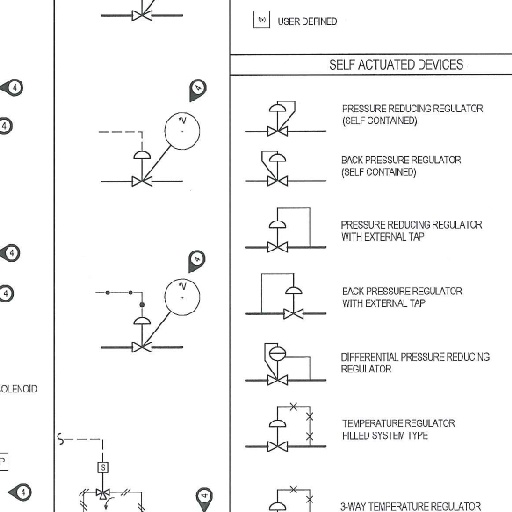 USER DEFINED
SELF ACTUATED DEVICES
PRESSURE REDUCING REGULATOR
(SELF CONTAINED)
BACK PRESSURE REGULATOR
(SELF CONTAINED)
PRESSURE REDUCING REGULATOR
WITH EXTERNAL TAP
BACK PRESSURE REGULATOR
WITH EXTERNAL TAP
DIFFERENTIAL PRESSURE REDUCING
REGULATOR
TEMPERATURE REGULATOR
FILLED SYSTEM TYPE
3-WAY TEMPERATURE REGULATOR
4
4
4
4
4
4
4
4
4
S
OLENOID